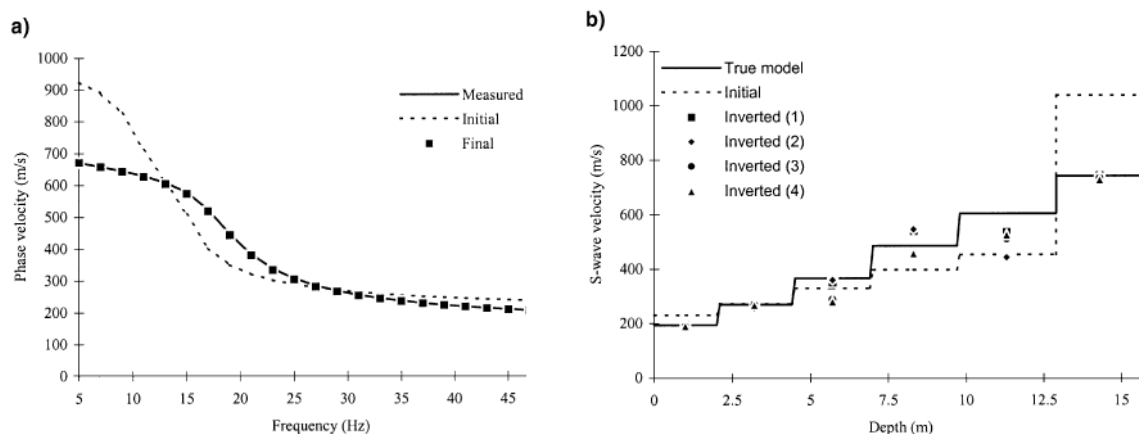 a)
1000
900
800
700
600
500
400
300
200
100
0
Phase velocity (m/s)
Measured
Initial
Final
5 10 15 20 25 30 35 40 45
Frequency (Hz)
b)
1200
1000
800
600
400
200
0
S-wave velocity (m/s)
True model
Initial
Inverted (1)
Inverted (2)
Inverted (3)
Inverted (4)
0 2.5 5 7.5 10 12.5 15
Depth (m)